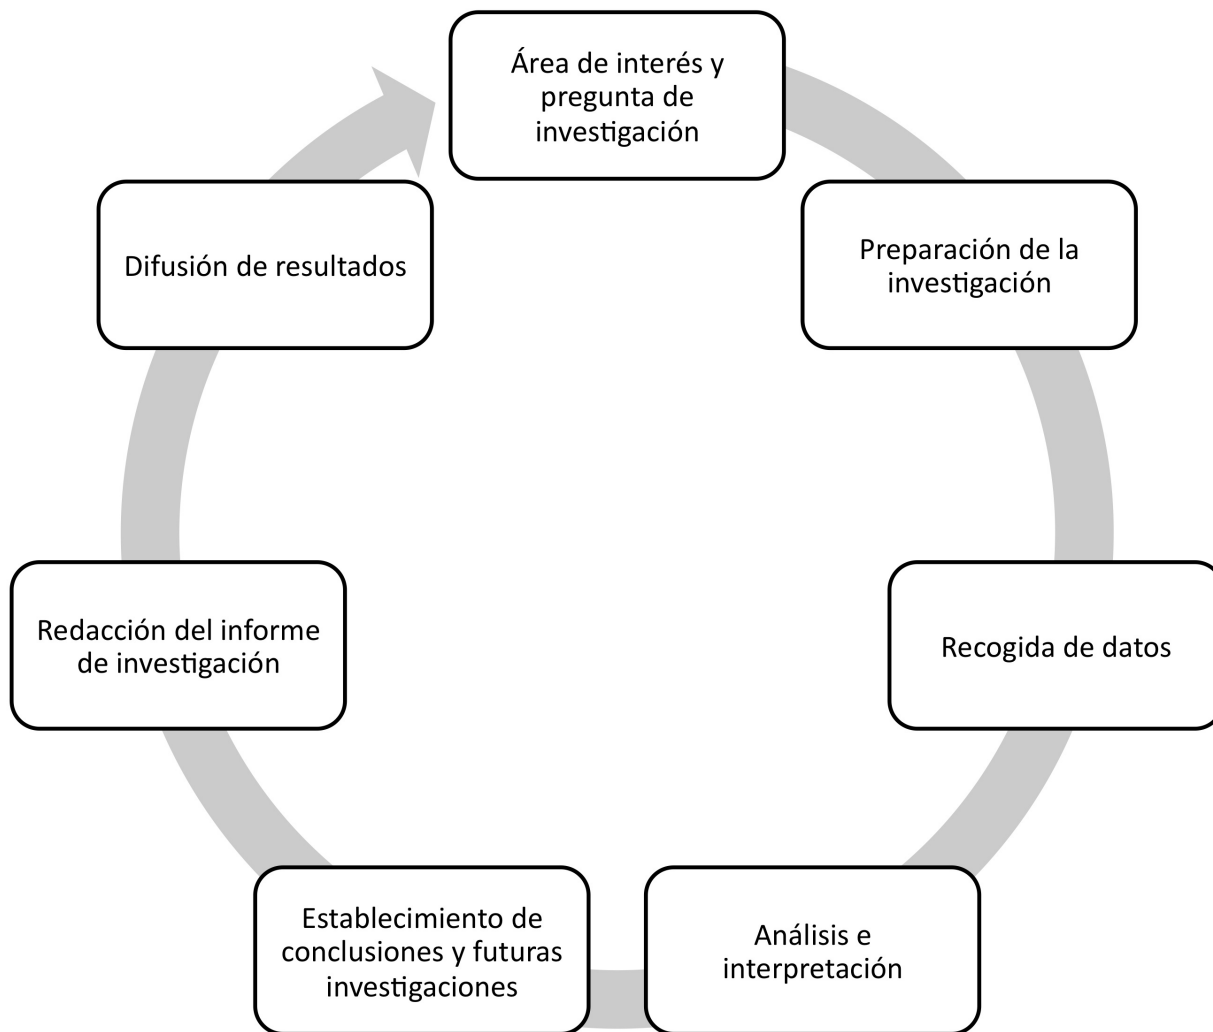 Área de interés y
pregunta de
investigación
Preparación de la
investigación
Recogida de datos
Análisis e
interpretación
Establecimiento de
conclusiones y futuras
investigaciones
Redacción del informe
de investigación
Difusión de resultados